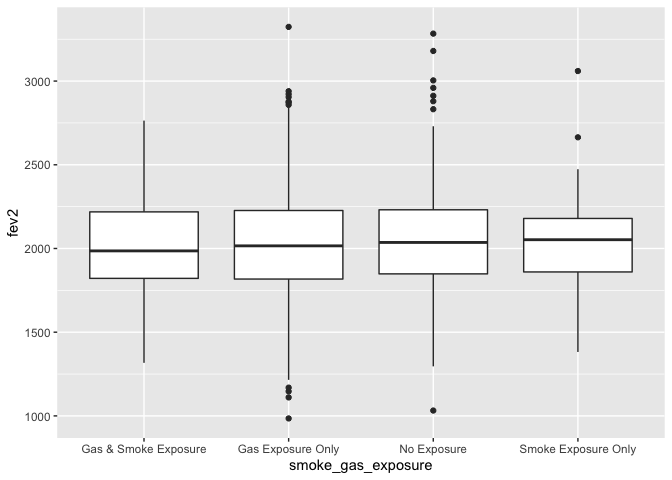 fev2
3000
2500
2000
1500
1000
Gas & Smoke Exposure
Gas Exposure Only
No Exposure
Smoke Exposure Only
smoke_gas_exposure